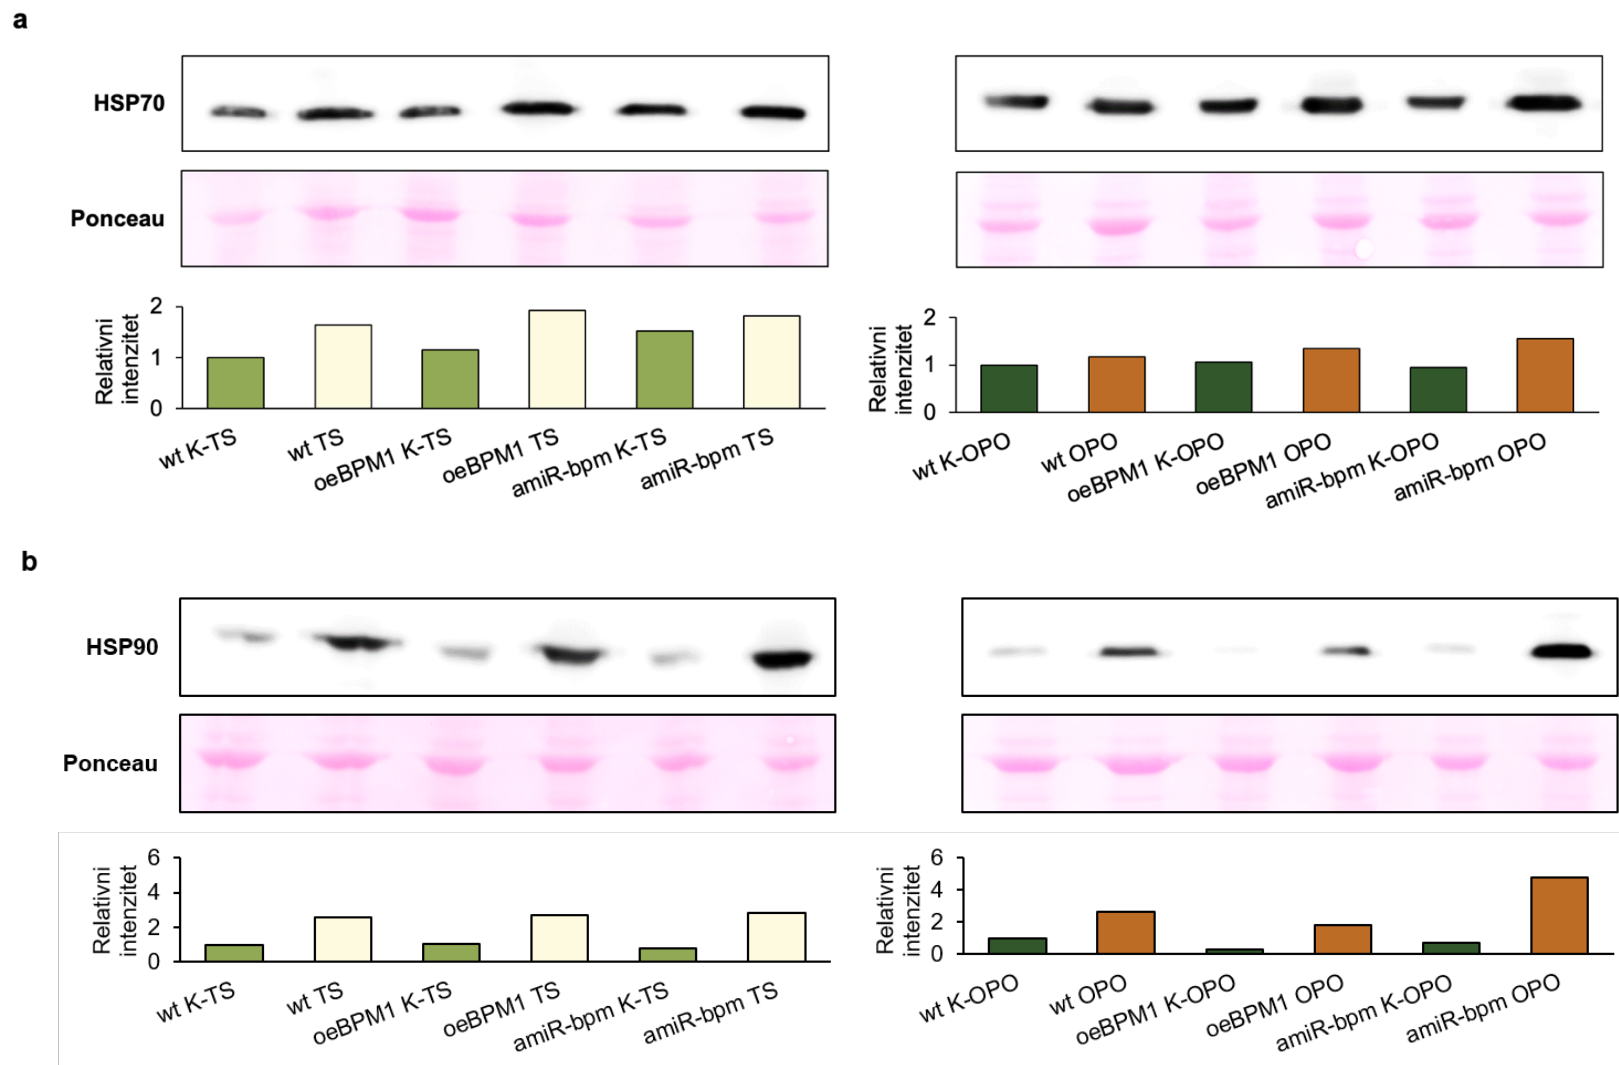 a
HSP70
Ponceau
Relativni
intenzitet
2
1
0
wt K-TS
wt TS
oeBPM1 K-TS
oeBPM1 TS
amiR-bpm K-TS
amiR-bpm TS
Relativni
intenzitet
2
1
0
wt K-OPO
wt OPO
oeBPM1 K-OPO
oeBPM1 OPO
amiR-bpm K-OPO
amiR-bpm OPO
b
HSP90
Ponceau
Relativni
intenzitet
6
4
2
0
wt K-TS
wt TS
oeBPM1 K-TS
oeBPM1 TS
amiR-bpm K-TS
amiR-bpm TS
Relativni
intenzitet
6
4
2
0
wt K-OPO
wt OPO
oeBPM1 K-OPO
oeBPM1 OPO
amiR-bpm K-OPO
amiR-bpm OPO